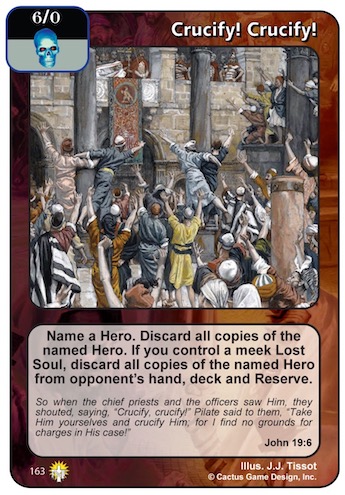 6/0
Crucify! Crucify!
Name a Hero. Discard all copies of the
named Hero. If you control a meek Lost
Soul, discard all copies of the named Hero
from opponent's hand, deck and Reserve.
So when the chief priests and the officers saw Him, they
shouted, saying, “Crucify, crucify!” Pilate said to them, “Take
Him yourselves and crucify Him, for I find no grounds for
charges in His case!”
John 19:6
163
Illus. J.J. Tissot
© Cactus Game Design, Inc.